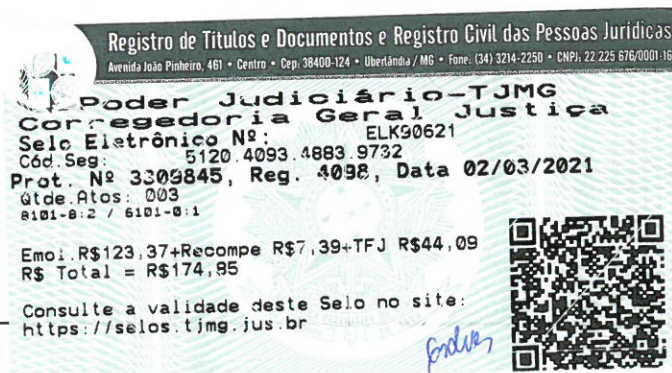 Registro de Títulos e Documentos e Registro Civil das Pessoas Jurídicas
Avenida João Pinheiro, 461 • Centro • Cep: 38400-124 • Uberlândia / MG • Fone. (34) 3214-2250 • CNPJ: 22 225 676/0001-16
Poder Judiciário-TJMG
Corregedoria Geral Justiça
Selo Eletrônico Nº: ELK90621
Cód.Seg: 5120.4093.4883.9732
Prot. Nº 3309845, Reg. 4098, Data 02/03/2021
Qtde.Atos: 003
8101-8:2 / 6101-0:1
Emol.R$123,37+Recompe R$7,39+TFJ R$44,09
R$ Total = R$174,85
Consulte a validade deste Selo no site:
https://selos.tjmg.jus.br